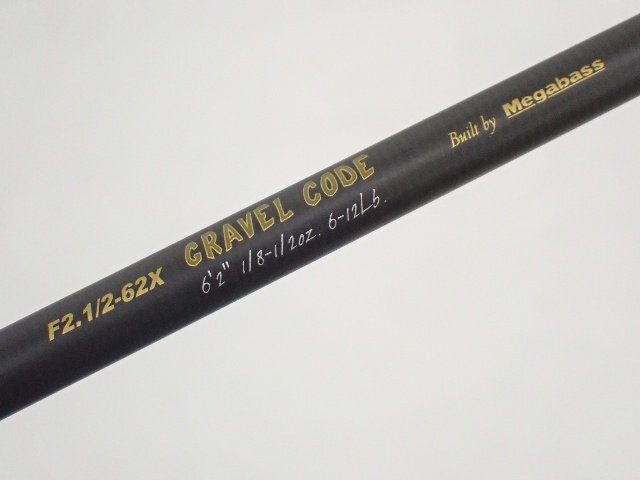 F2.1/2-62X GRAVEL CODE Built by Megabass
6'2" 1/8-1/2oz. 6-12Lb.